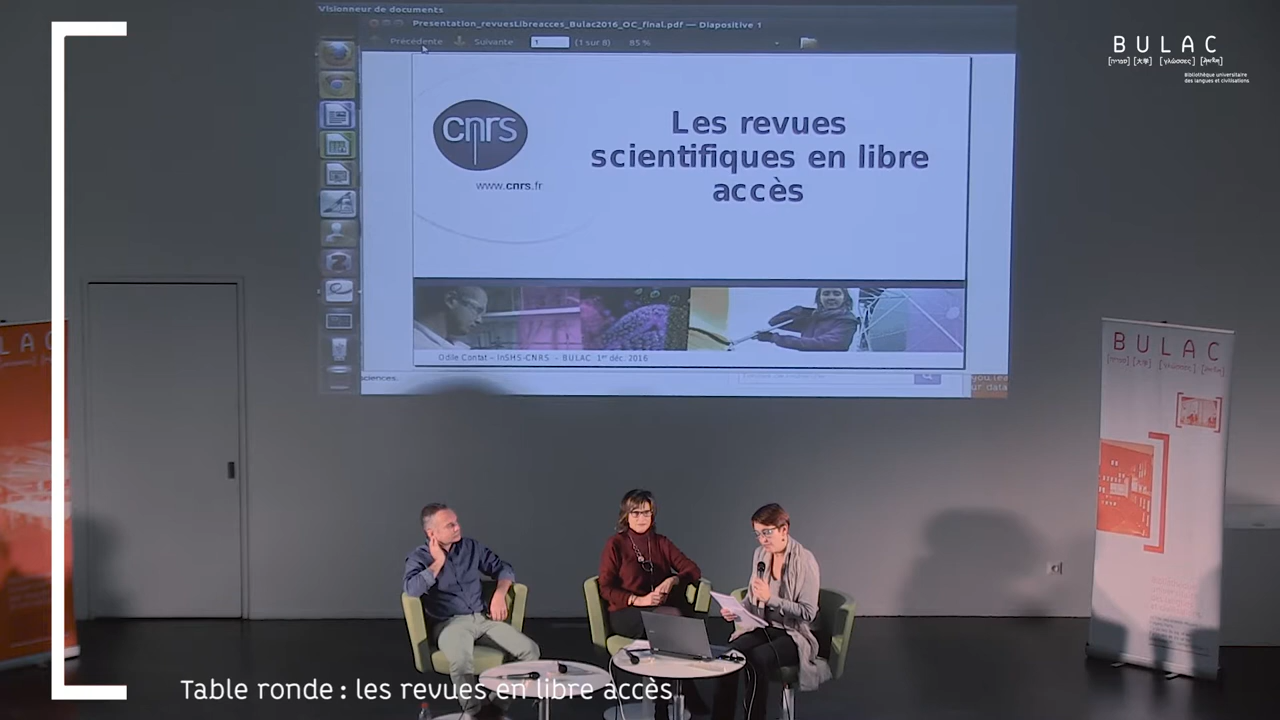 Visionneur de documents
Presentation_revuesLibreacces_Bulac2016_OC_final.pdf — Diapositive 1
Précédente
Suivante
1
(1 sur 8)
85 %
BULAC
Bibliothèque universitaire
des langues et civilisations
cnrs
www.cnrs.fr
Les revues
scientifiques en libre
accès
Odile Contat – InSHS-CNRS - BULAC 1er déc. 2016
BULAC
Table ronde : les revues en libre accès